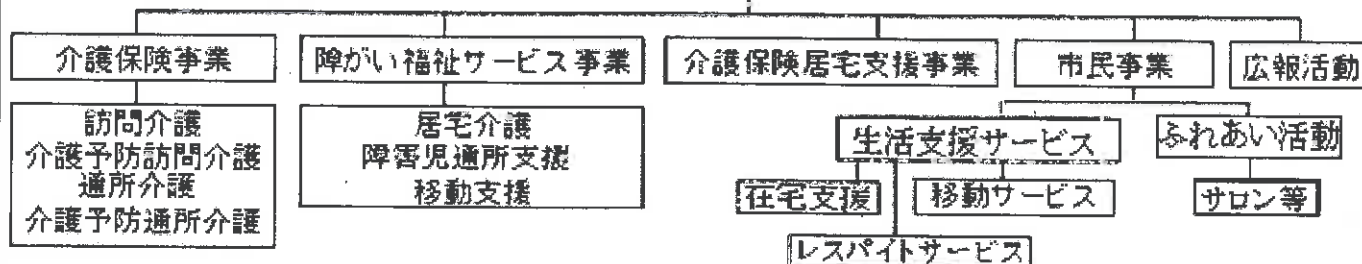 介護保険事業
障がい福祉サービス事業
介護保険居宅支援事業
市民事業
広報活動
訪問介護
介護予防訪問介護
通所介護
介護予防通所介護
居宅介護
障害児通所支援
移動支援
生活支援サービス
ふれあい活動
在宅支援
移動サービス
サロン等
レスパイトサービス